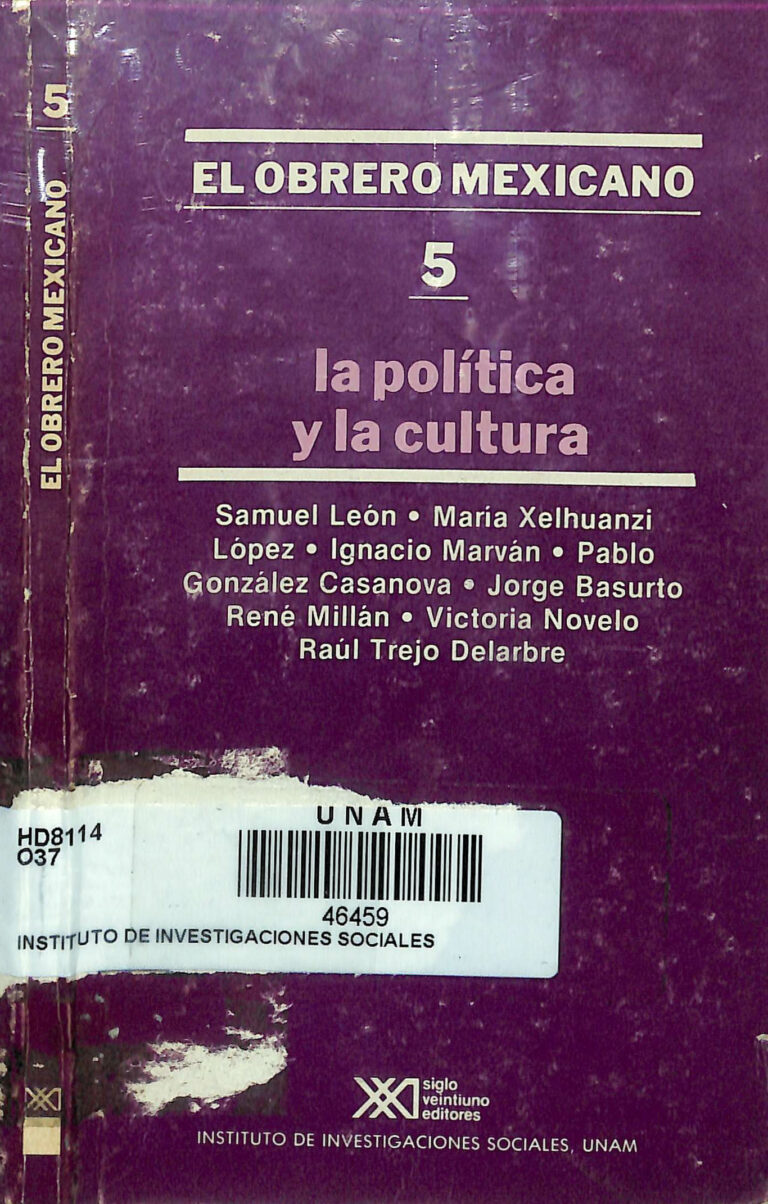 5
EL OBRERO MEXICANO
EL OBRERO MEXICANO
5
la política
y la cultura
Samuel León • Maria Xelhuanzi
López • Ignacio Marván • Pablo
González Casanova • Jorge Basurto
René Millán • Victoria Novelo
Raúl Trejo Delarbre
UNAM
HD8114
O37
46459
INSTITUTO DE INVESTIGACIONES SOCIALES
siglo
veintiuno
editores
INSTITUTO DE INVESTIGACIONES SOCIALES, UNAM